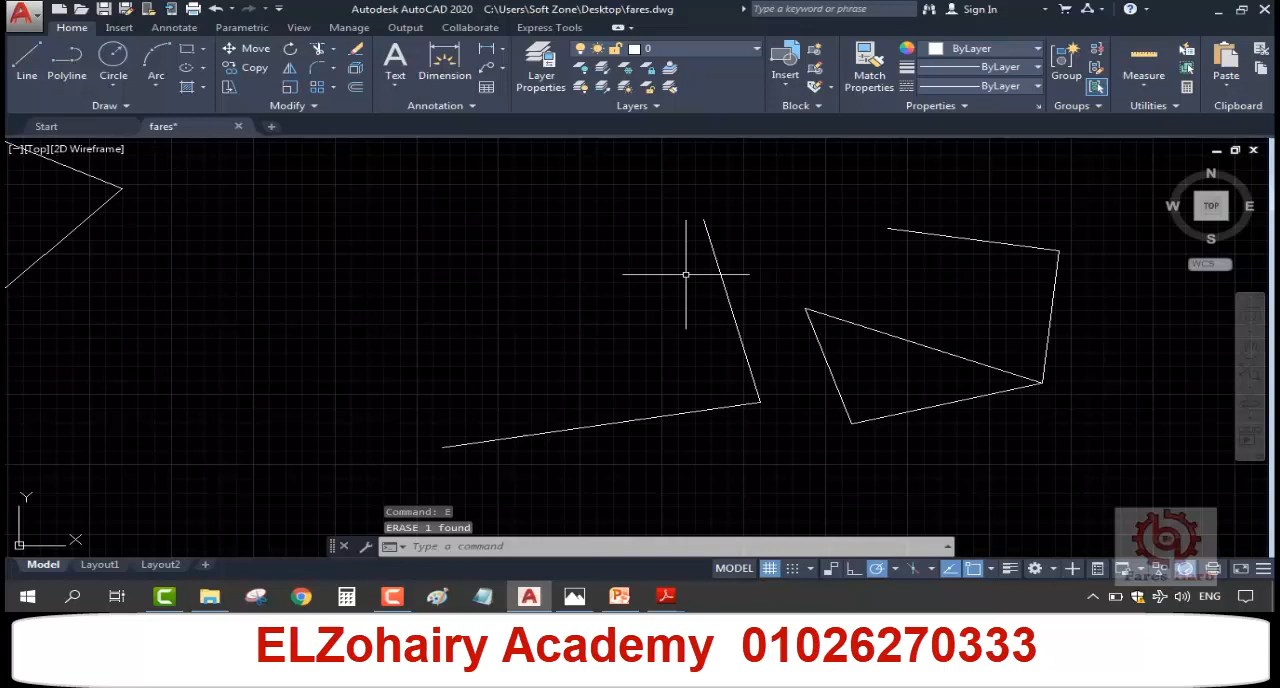 Autodesk AutoCAD 2020 C:\Users\Soft Zone\Desktop\fares.dwg
Type a keyword or phrase
Sign In
Home Insert Annotate Parametric View Manage Output Collaborate Express Tools
Line Polyline Circle Arc
Move
Copy
Text Dimension
Layer Properties
0
Insert
Match Properties
ByLayer
ByLayer
ByLayer
Group
Measure
Paste
Draw Modify Annotation Layers Block Properties Groups Utilities Clipboard
Start fares*
[−][Top][2D Wireframe]
N
W TOP E
S
WCS
Y
X
Command: E
ERASE 1 found
Type a command
Model Layout1 Layout2
MODEL
Fares Harb
ENG
ELZohairy Academy 01026270333